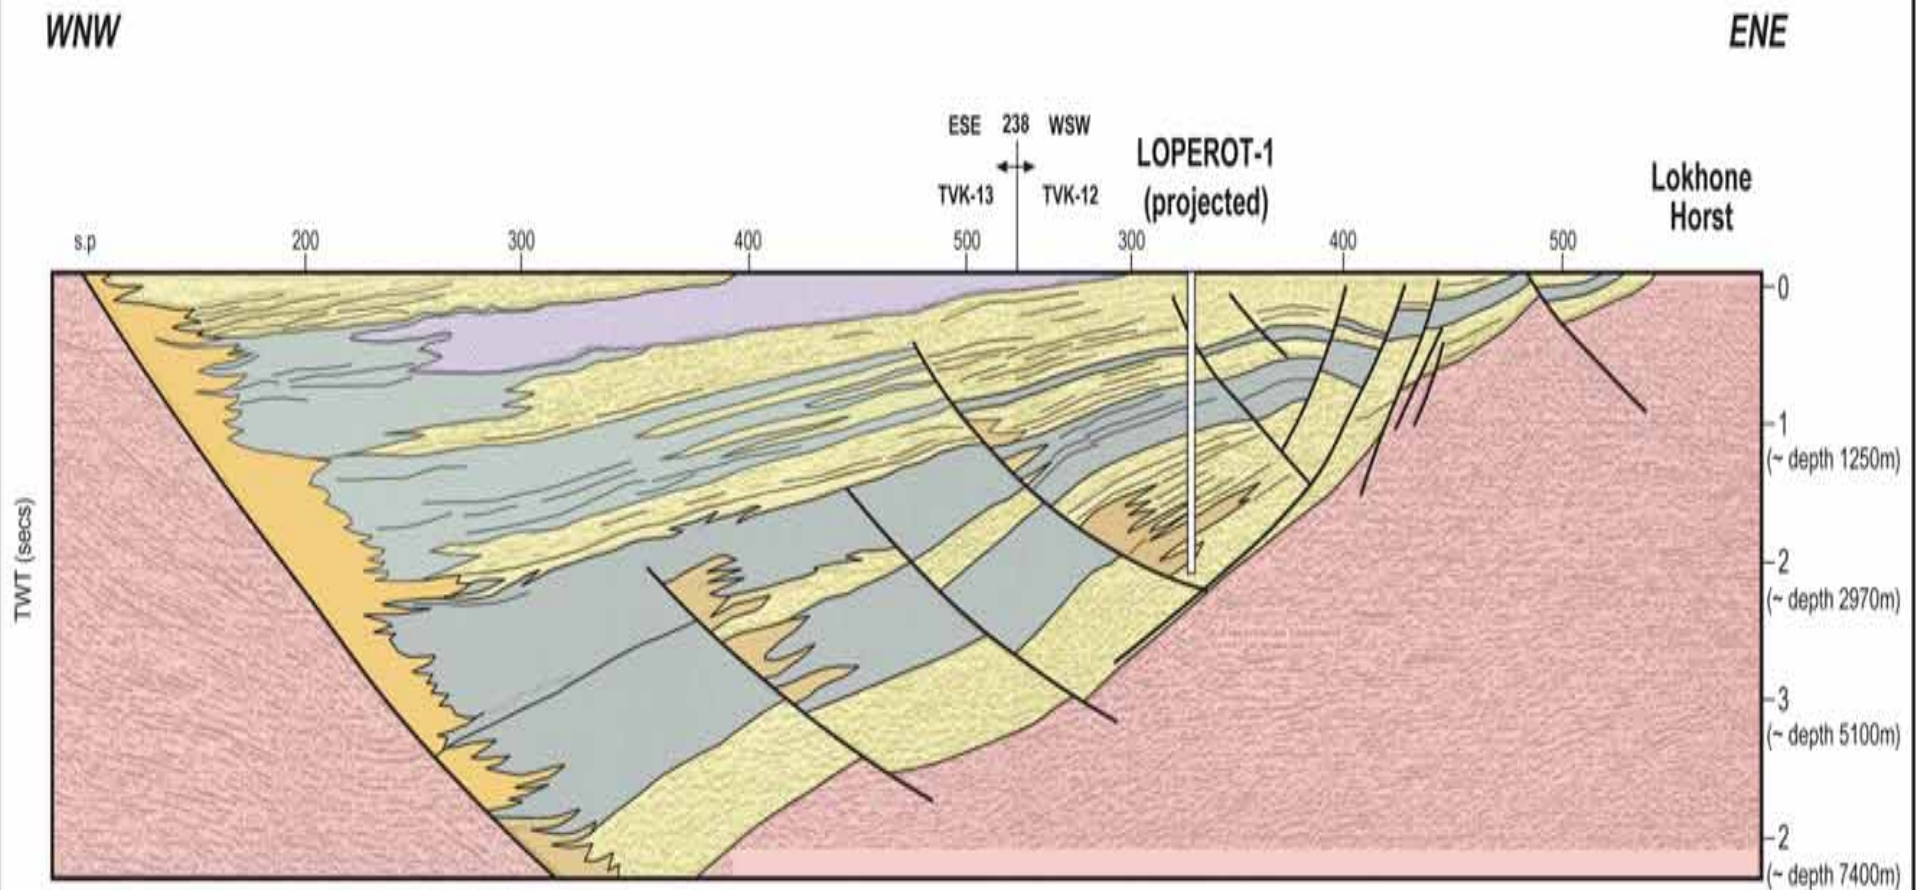 WNW
ENE
ESE 238 WSW
TVK-13 TVK-12
LOPEROT-1
(projected)
Lokhone
Horst
s.p 200 300 400 500 300 400 500
TWT (secs)
0
1
(~ depth 1250m)
2
(~ depth 2970m)
3
(~ depth 5100m)
2
(~ depth 7400m)